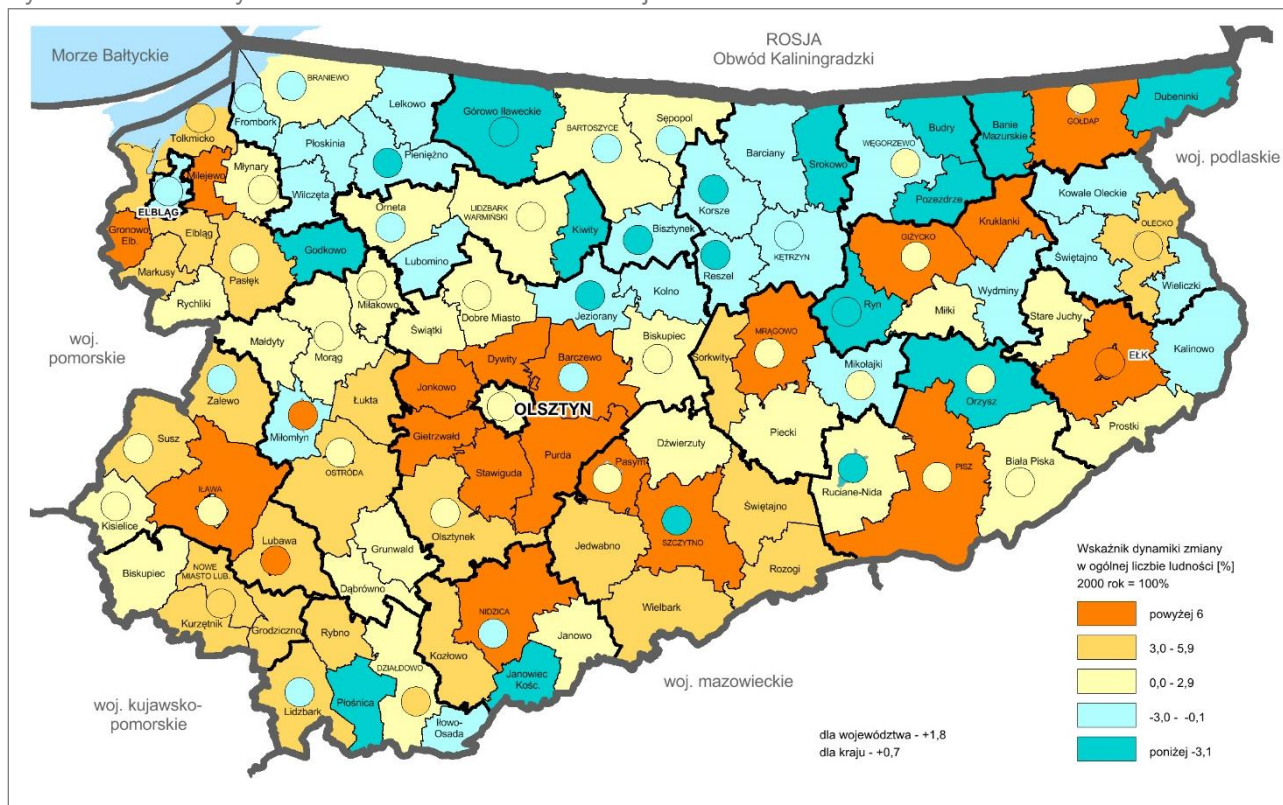 Morze Bałtyckie
ROSJA
Obwód Kaliningradzki
woj. podlaskie
woj. pomorskie
woj. kujawsko-
pomorskie
woj. mazowieckie
BRANIEWO
Lelkowo
Frombork
Płoskinia
Pieniężno
Wilczęta
Górowo Iławeckie
BARTOSZYCE
Sępopol
Barciany
Srokowo
WĘGORZEWO
Budry
Banie
Mazurskie
GOŁDAP
Dubeninki
Tolkmicko
Milejewo
Młynary
ELBLĄG
Gronowo
Elb.
Elbląg
Markusy
Pasłęk
Rychliki
Godkowo
Orneta
Lubomino
LIDZBARK
WARMIŃSKI
Kiwity
Bisztynek
Korsze
Reszel
KĘTRZYN
Pozezdrze
Kruklanki
Kowale Oleckie
OLECKO
Świętajno
Wieliczki
GIŻYCKO
Ryn
Miłki
Wydminy
Stare Juchy
EŁK
Kalinowo
Prostki
Miłakowo
Małdyty
Morąg
Świątki
Dobre Miasto
Jeziorany
Kolno
Biskupiec
Sorkwity
MRĄGOWO
Mikołajki
Orzysz
Zalewo
Miłomłyn
Łukta
Jonkowo
Dywity
Barczewo
OLSZTYN
Gietrzwałd
Stawiguda
Purda
Pasym
Dźwierzuty
Piecki
Ruciane-Nida
PISZ
Biała Piska
Susz
IŁAWA
OSTRÓDA
Olsztynek
Kisielice
Lubawa
Grunwald
Dąbrówno
Biskupiec
NOWE
MIASTO LUB.
Kurzętnik
Grodziczno
Rybno
DZIAŁDOWO
Kozłowo
NIDZICA
Janowo
Jedwabno
SZCZYTNO
Świętajno
Rozogi
Wielbark
Lidzbark
Płośnica
Iłowo-
Osada
Janowiec
Kośc.
Wskaźnik dynamiki zmiany
w ogólnej liczbie ludności [%]
2000 rok = 100%
powyżej 6
3,0 - 5,9
0,0 - 2,9
-3,0 - -0,1
poniżej -3,1
dla województwa - +1,8
dla kraju - +0,7